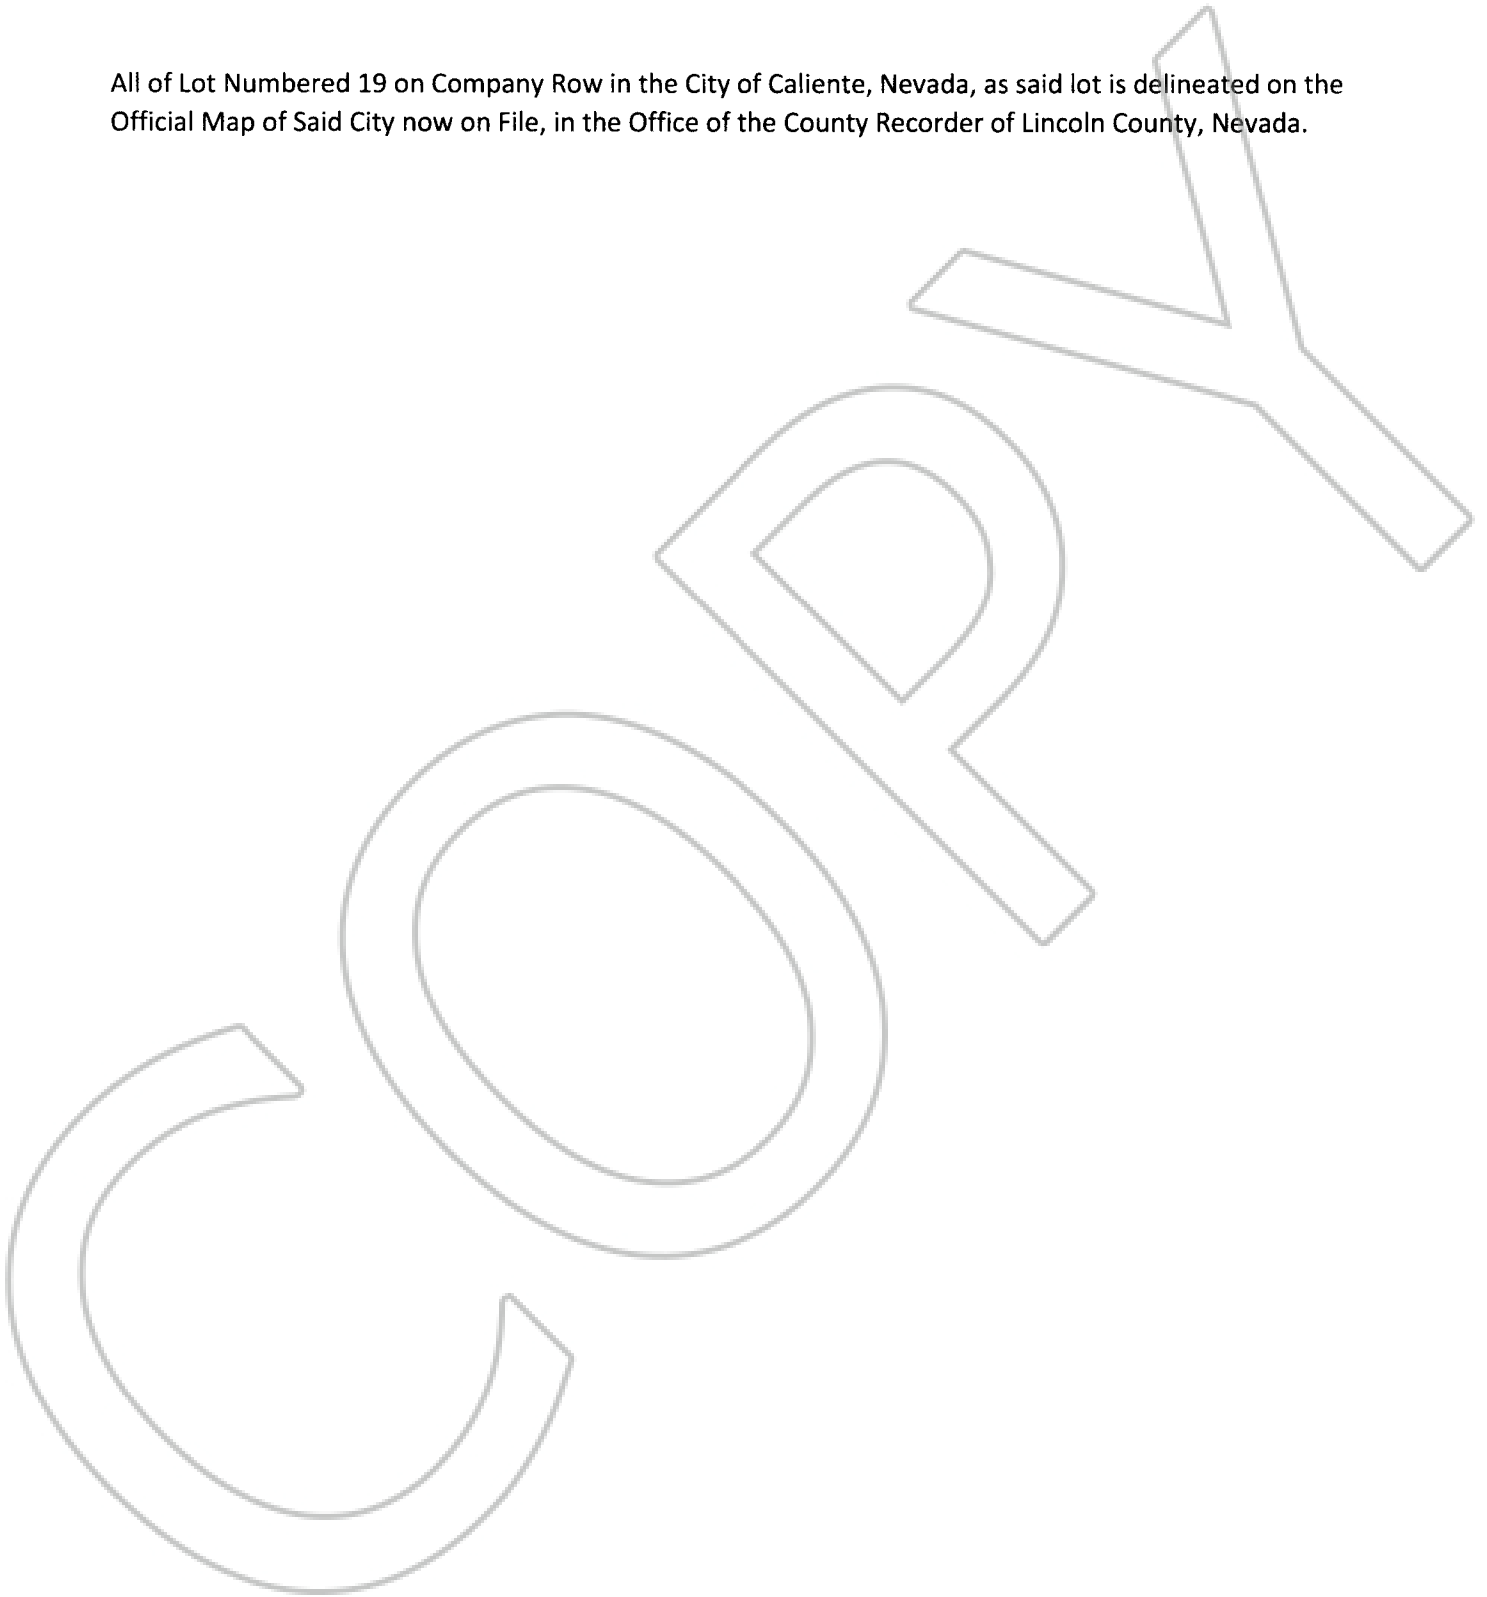 All of Lot Numbered 19 on Company Row in the City of Caliente, Nevada, as said lot is delineated on the
Official Map of Said City now on File, in the Office of the County Recorder of Lincoln County, Nevada.
COPY